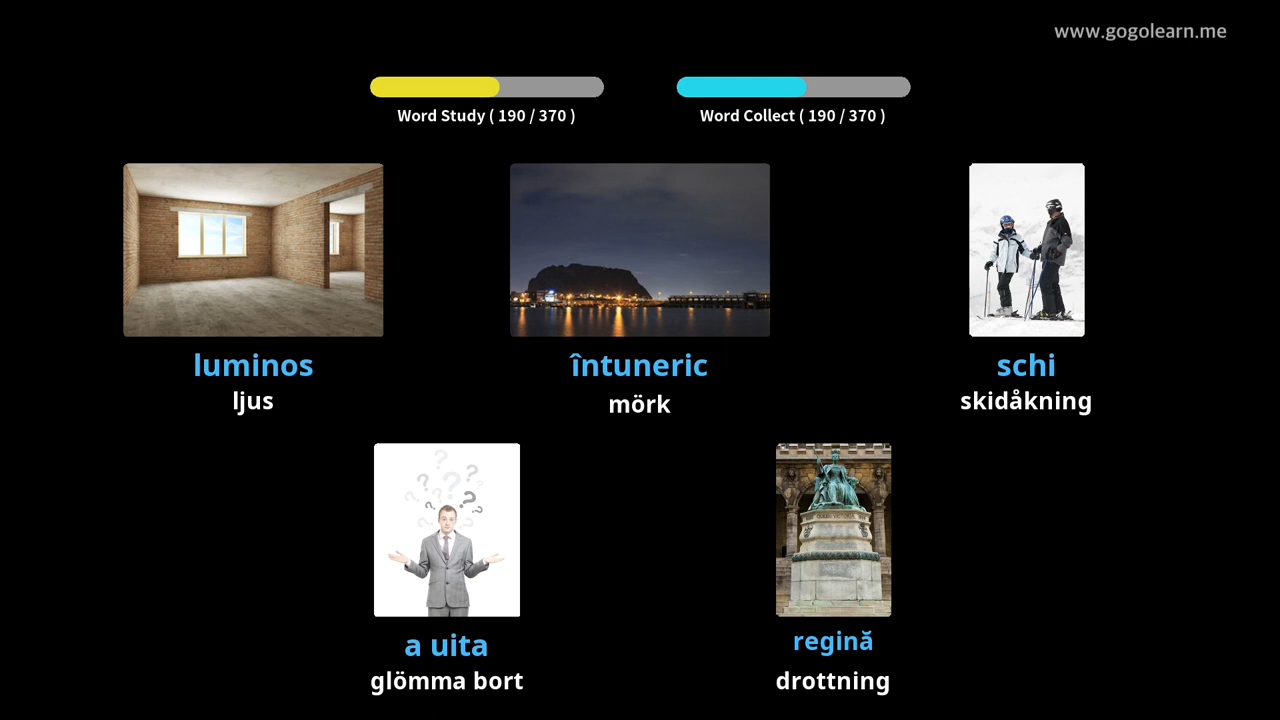 www.gogolearn.me
Word Study ( 190 / 370 )
Word Collect ( 190 / 370 )
luminos
ljus
întuneric
mörk
schi
skidåkning
a uita
glömma bort
regină
drottning